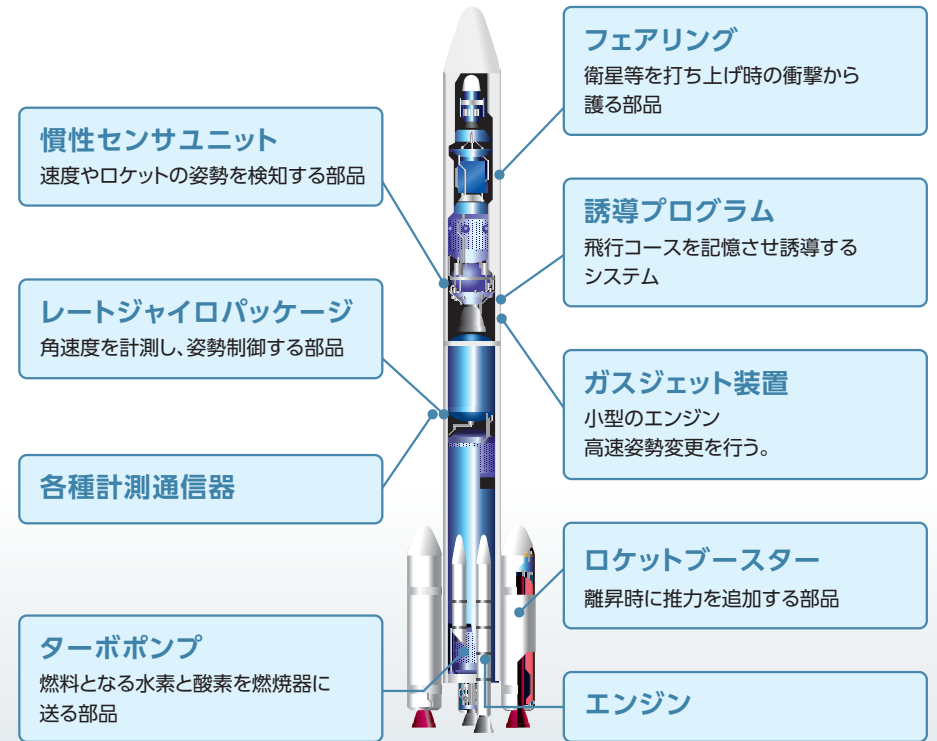 フェアリング
衛星等を打ち上げ時の衝撃から
護る部品
慣性センサユニット
速度やロケットの姿勢を検知する部品
誘導プログラム
飛行コースを記憶させ誘導する
システム
レートジャイロパッケージ
角速度を計測し、姿勢制御する部品
ガスジェット装置
小型のエンジン
高速姿勢変更を行う。
各種計測通信器
ロケットブースター
離昇時に推力を追加する部品
ターボポンプ
燃料となる水素と酸素を燃焼器に
送る部品
エンジン